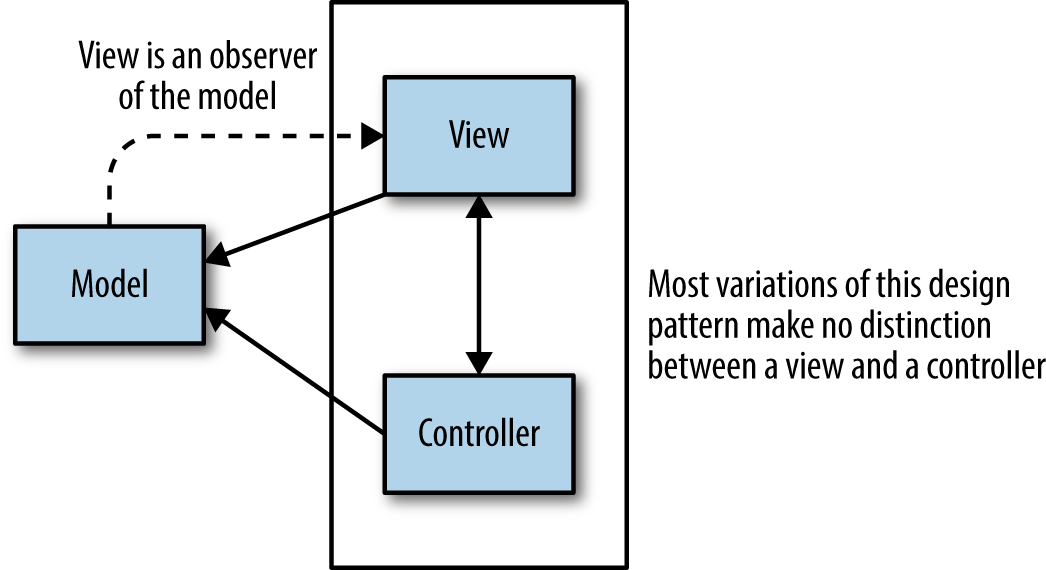 View is an observer
of the model
View
Model
Most variations of this design
pattern make no distinction
between a view and a controller
Controller